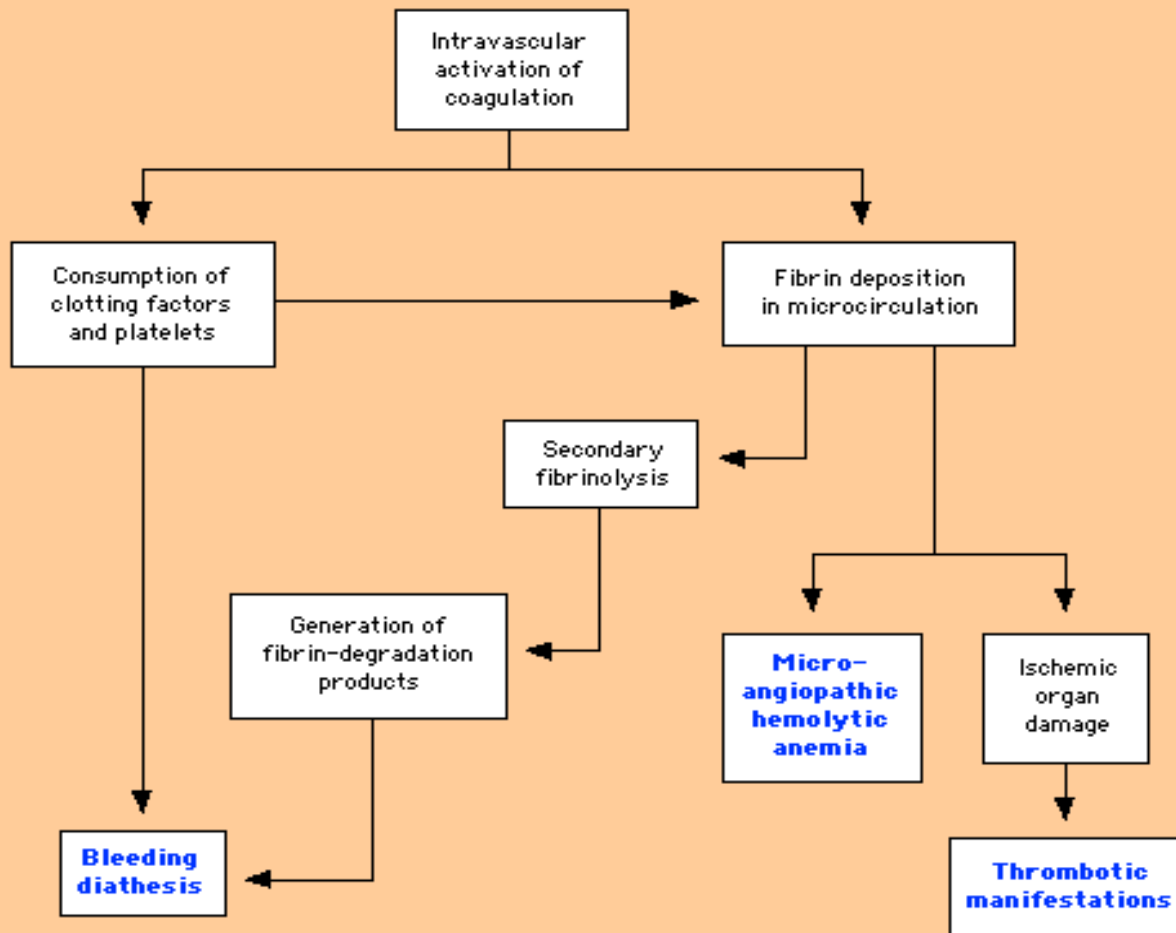 Intravascular
activation of
coagulation
Consumption of
clotting factors
and platelets
Fibrin deposition
in microcirculation
Secondary
fibrinolysis
Generation of
fibrin-degradation
products
Micro-
angiopathic
hemolytic
anemia
Ischemic
organ
damage
Bleeding
diathesis
Thrombotic
manifestations